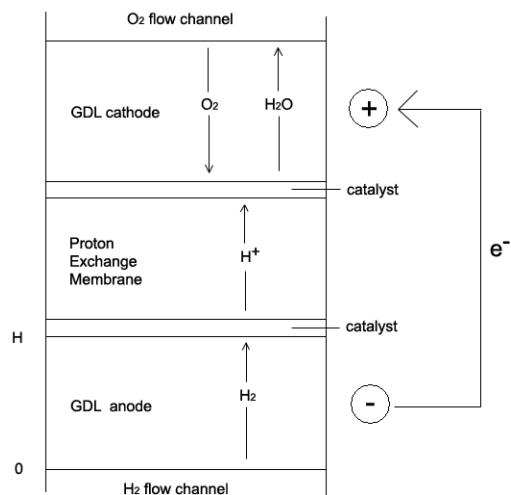 O2 flow channel
GDL cathode
O2
H2O
+
catalyst
Proton
Exchange
Membrane
H+
e-
catalyst
H
GDL anode
H2
-
0
H2 flow channel